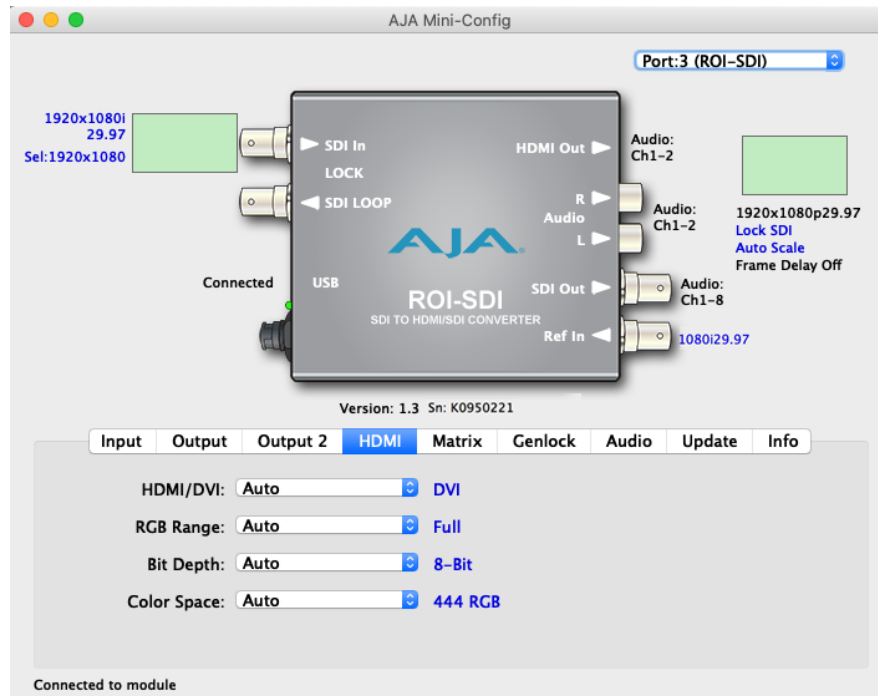 AJA Mini-Config
Port:3 (ROI-SDI)
1920x1080i
29.97
Sel:1920x1080
SDI In
LOCK
SDI LOOP
HDMI Out
Audio:
Ch1-2
R
Audio
L
Audio:
Ch1-2
1920x1080p29.97
Lock SDI
Auto Scale
Frame Delay Off
AJA
Connected
USB
ROI-SDI
SDI TO HDMI/SDI CONVERTER
SDI Out
Audio:
Ch1-8
Ref In
1080i29.97
Version: 1.3 Sn: K0950221
Input Output Output 2 HDMI Matrix Genlock Audio Update Info
HDMI/DVI: Auto DVI
RGB Range: Auto Full
Bit Depth: Auto 8-Bit
Color Space: Auto 444 RGB
Connected to module